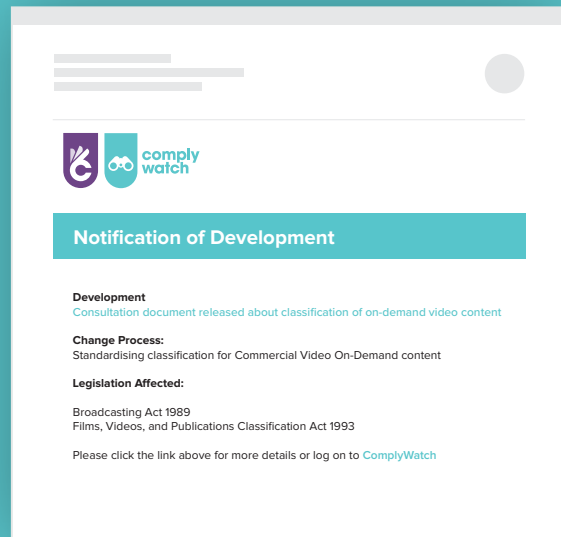 comply
watch
Notification of Development
Development
Consultation document released about classification of on-demand video content
Change Process:
Standardising classification for Commercial Video On-Demand content
Legislation Affected:
Broadcasting Act 1989
Films, Videos, and Publications Classification Act 1993
Please click the link above for more details or log on to ComplyWatch